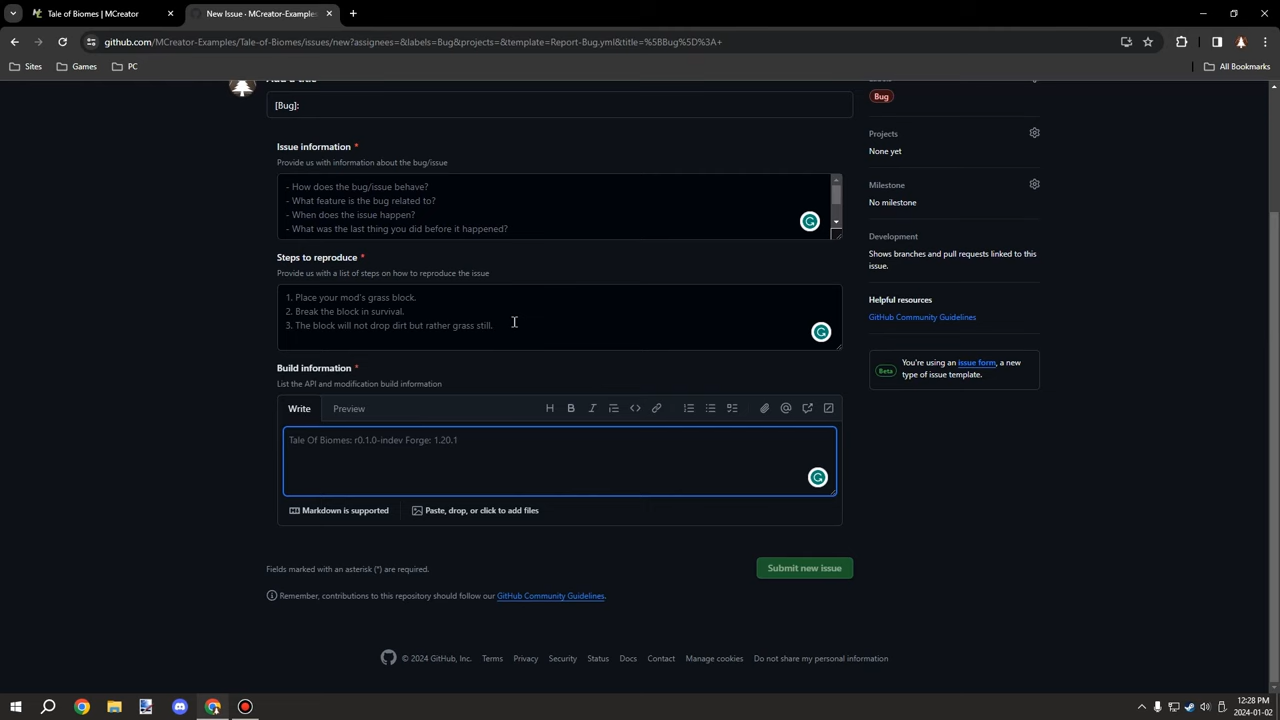 Tale of Biomes | MCreator
New Issue · MCreator-Examples/
github.com/MCreator-Examples/Tale-of-Biomes/issues/new?assignees=&labels=Bug&projects=&template=Report-Bug.yml&title=%5BBug%5D%3A+
Sites
Games
PC
All Bookmarks
[Bug]:
Bug
Issue information *
Provide us with information about the bug/issue
- How does the bug/issue behave?
- What feature is the bug related to?
- When does the issue happen?
- What was the last thing you did before it happened?
Steps to reproduce *
Provide us with a list of steps on how to reproduce the issue
1. Place your mod's grass block.
2. Break the block in survival.
3. The block will not drop dirt but rather grass still.
Build information *
List the API and modification build information
Write
Preview
Tale Of Biomes: r0.1.0-indev Forge: 1.20.1
Markdown is supported
Paste, drop, or click to add files
Projects
None yet
Milestone
No milestone
Development
Shows branches and pull requests linked to this
issue.
Helpful resources
GitHub Community Guidelines
Beta
You're using an issue form, a new
type of issue template.
Fields marked with an asterisk (*) are required.
Submit new issue
Remember, contributions to this repository should follow our GitHub Community Guidelines.
© 2024 GitHub, Inc.
Terms
Privacy
Security
Status
Docs
Contact
Manage cookies
Do not share my personal information
12:28 PM
2024-01-02